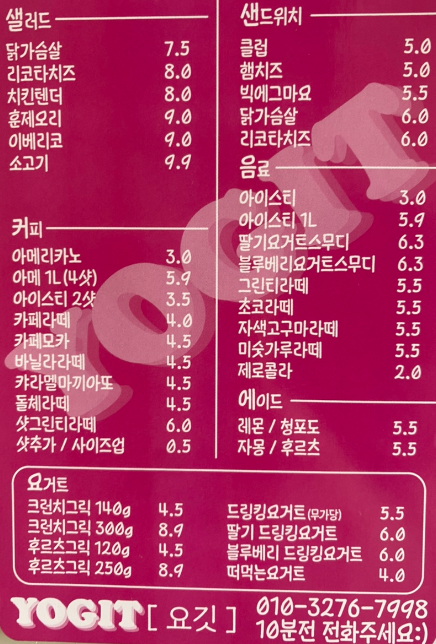 샐러드
닭가슴살 7.5
리코타치즈 8.0
치킨텐더 8.0
훈제오리 9.0
이베리코 9.0
소고기 9.9
커피
아메리카노 3.0
아메 1L(4샷) 5.9
아이스티 2샷 3.5
카페라떼 4.0
카페모카 4.5
바닐라라떼 4.5
캬라멜마끼아또 4.5
돌체라떼 4.5
샷그린티라떼 6.0
샷추가 / 사이즈업 0.5
샌드위치
클럽 5.0
햄치즈 5.0
빅에그마요 5.5
닭가슴살 6.0
리코타치즈 6.0
음료
아이스티 3.0
아이스티 1L 5.9
딸기요거트스무디 6.3
블루베리요거트스무디 6.3
그린티라떼 5.5
초코라떼 5.5
자색고구마라떼 5.5
미숫가루라떼 5.5
제로콜라 2.0
에이드
레몬 / 청포도 5.5
자몽 / 후르츠 5.5
요거트
크런치그릭 140g 4.5
크런치그릭 300g 8.9
후르츠그릭 120g 4.5
후르츠그릭 250g 8.9
드링킹요거트(무가당) 5.5
딸기 드링킹요거트 6.0
블루베리 드링킹요거트 6.0
떠먹는요거트 4.0
YOGIT [ 요깃 ]
010-3276-7998
10분전 전화주세요:)
YOGIT